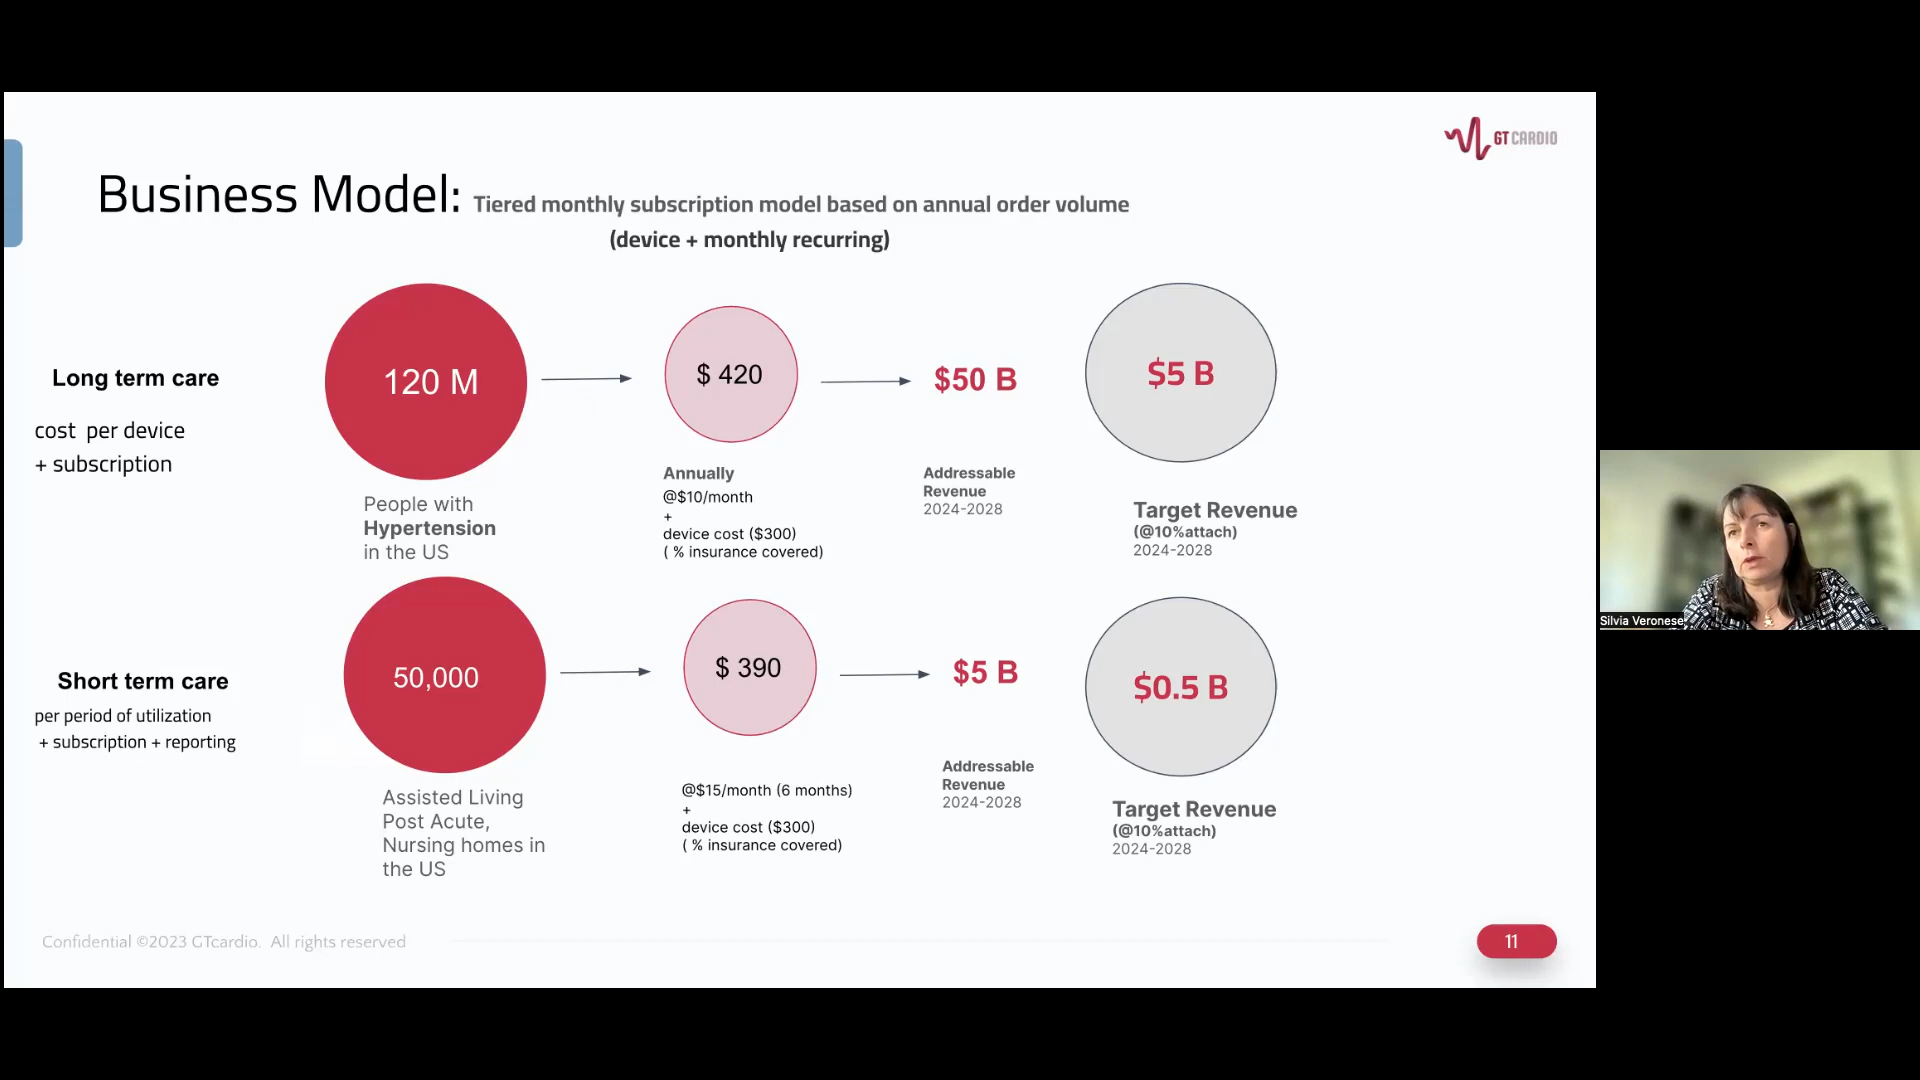 GT CARDIO
Business Model: Tiered monthly subscription model based on annual order volume
(device + monthly recurring)
Long term care
cost per device
+ subscription
120 M
People with
Hypertension
in the US
$ 420
Annually
@$10/month
+
device cost ($300)
( % insurance covered)
$50 B
Addressable
Revenue
2024-2028
$5 B
Target Revenue
(@10%attach)
2024-2028
Short term care
per period of utilization
+ subscription + reporting
50,000
Assisted Living
Post Acute,
Nursing homes in
the US
$ 390
@$15/month (6 months)
+
device cost ($300)
( % insurance covered)
$5 B
Addressable
Revenue
2024-2028
$0.5 B
Target Revenue
(@10%attach)
2024-2028
Silvia Veronese
Confidential ©2023 GTcardio. All rights reserved
11